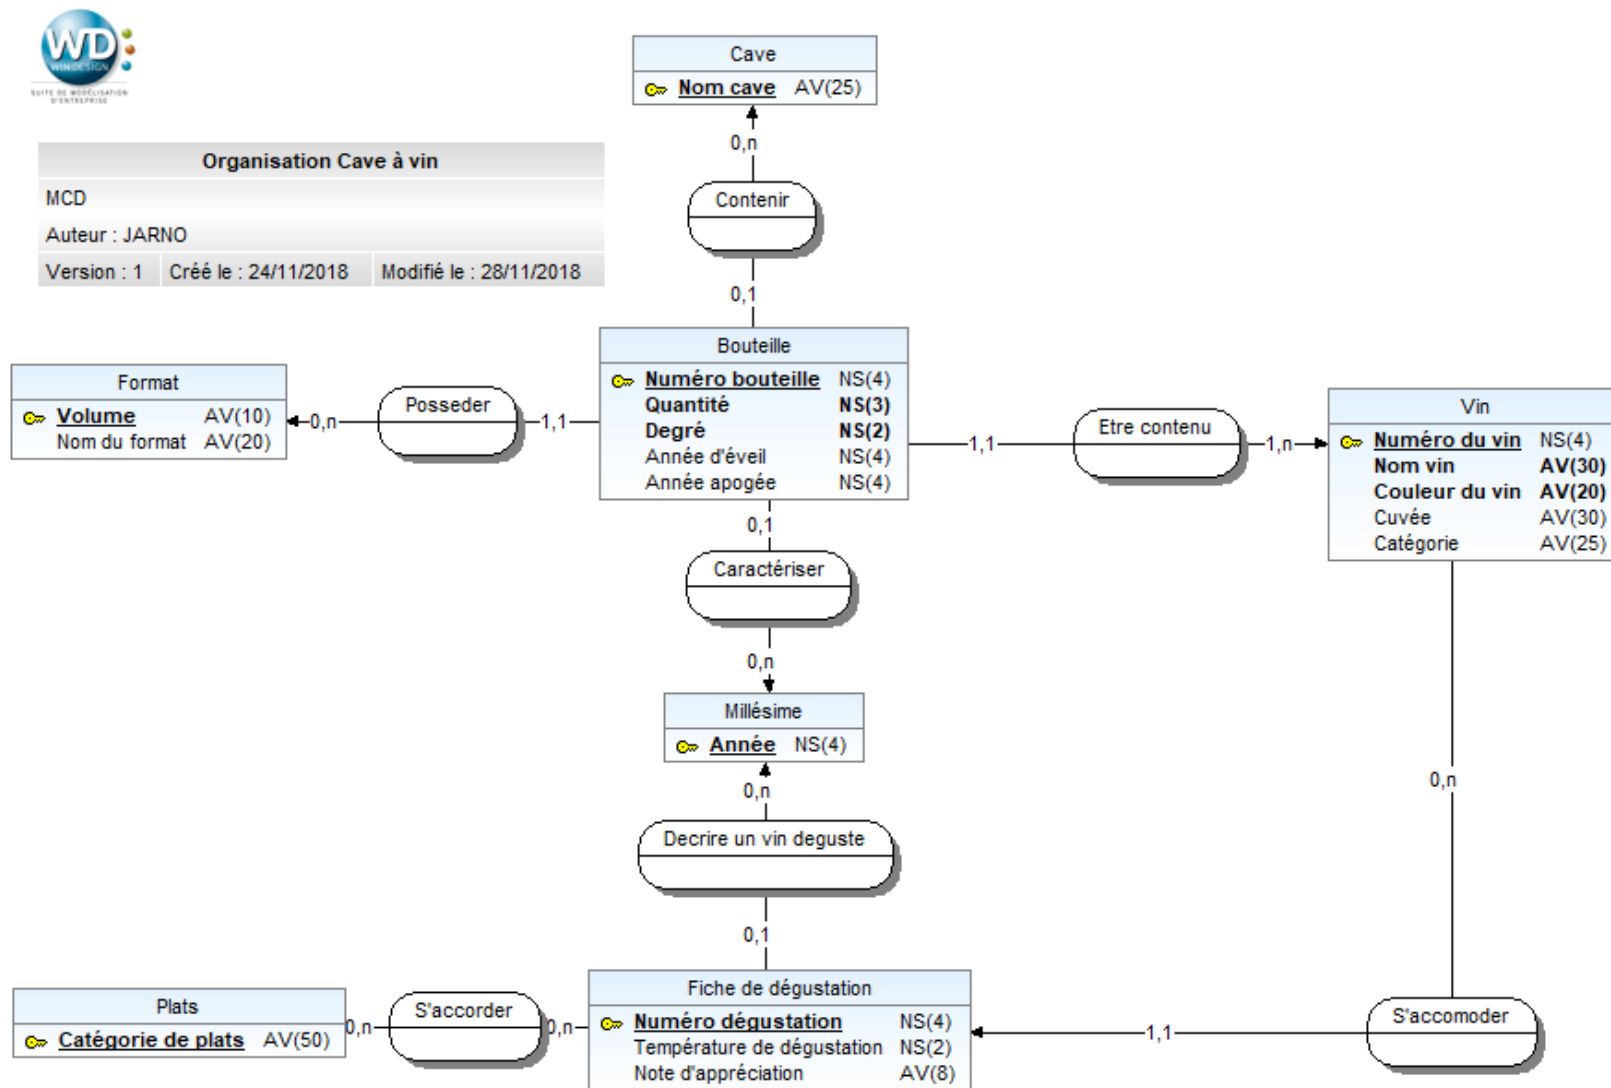 WD
WINDESIGN
SUITE DE MODÉLISATION
D'ENTREPRISE
Organisation Cave à vin
MCD
Auteur : JARNO
Version : 1 Créé le : 24/11/2018 Modifié le : 28/11/2018
Cave
Nom cave AV(25)
0,n
Contenir
0,1
Bouteille
Numéro bouteille NS(4)
Quantité NS(3)
Degré NS(2)
Année d'éveil NS(4)
Année apogée NS(4)
Format
Volume AV(10)
Nom du format AV(20)
0,n
Posseder
1,1
1,1
Etre contenu
1,n
Vin
Numéro du vin NS(4)
Nom vin AV(30)
Couleur du vin AV(20)
Cuvée AV(30)
Catégorie AV(25)
0,1
Caractériser
0,n
Millésime
Année NS(4)
0,n
Decrire un vin deguste
0,1
0,n
Plats
Catégorie de plats AV(50)
0,n
S'accorder
0,n
Fiche de dégustation
Numéro dégustation NS(4)
Température de dégustation NS(2)
Note d'appréciation AV(8)
1,1
S'accomoder